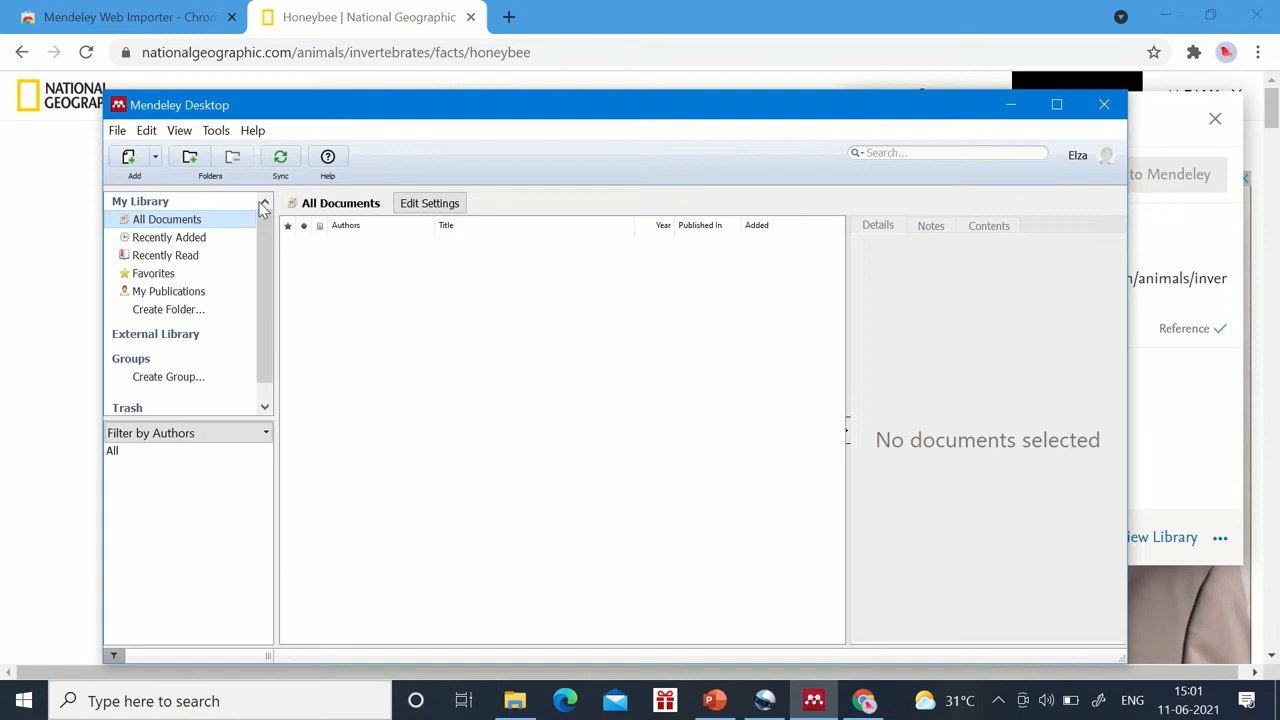 Mendeley Web Importer - Chron
Honeybee | National Geographic
nationalgeographic.com/animals/invertebrates/facts/honeybee
NATIONAL
GEOGRAP
Mendeley Desktop
File Edit View Tools Help
Search...
Elza
to Mendeley
Add Folders Sync Help
My Library
All Documents
Recently Added
Recently Read
Favorites
My Publications
Create Folder...
External Library
Groups
Create Group...
Trash
Filter by Authors
All
All Documents Edit Settings
Authors Title Year Published In Added
Details Notes Contents
No documents selected
n/animals/inver
Reference
iew Library
Type here to search
31°C
ENG
15:01
11-06-2021